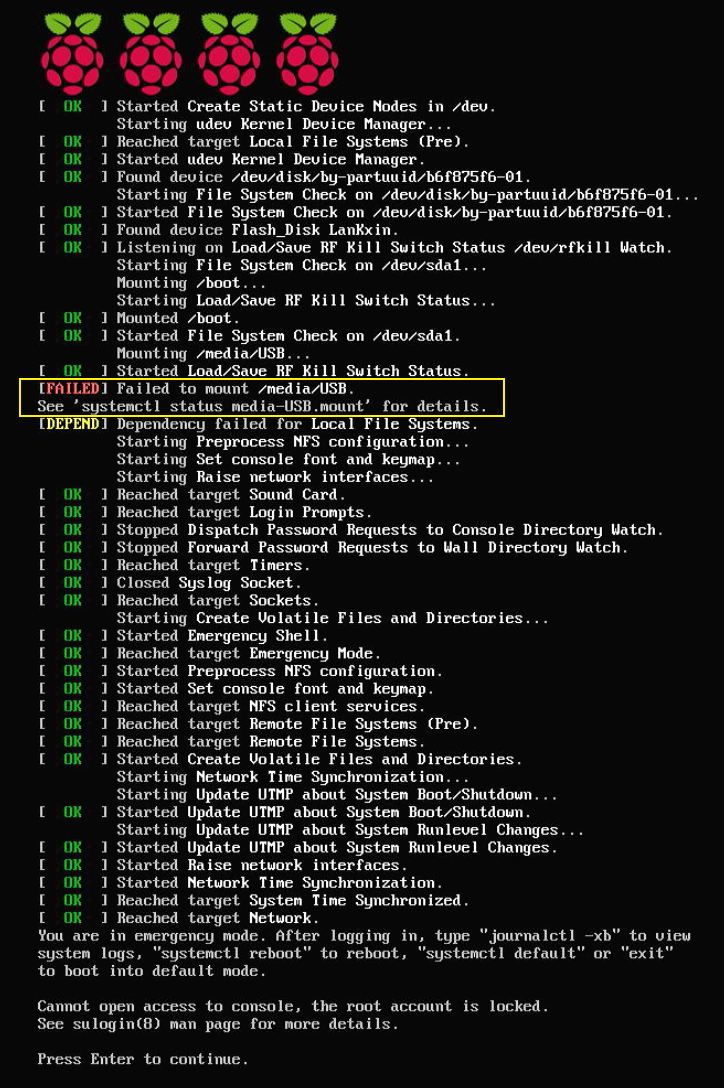 [  OK  ] Started Create Static Device Nodes in /dev.
Starting udev Kernel Device Manager...
[  OK  ] Reached target Local File Systems (Pre).
[  OK  ] Started udev Kernel Device Manager.
[  OK  ] Found device /dev/disk/by-partuuid/b6f875f6-01.
Starting File System Check on /dev/disk/by-partuuid/b6f875f6-01...
[  OK  ] Started File System Check on /dev/disk/by-partuuid/b6f875f6-01.
[  OK  ] Found device Flash_Disk LanKxin.
[  OK  ] Listening on Load/Save RF Kill Switch Status /dev/rfkill Watch.
Starting File System Check on /dev/sda1...
Mounting /boot...
Starting Load/Save RF Kill Switch Status...
[  OK  ] Mounted /boot.
[  OK  ] Started File System Check on /dev/sda1.
Mounting /media/USB...
[  OK  ] Started Load/Save RF Kill Switch Status.
[FAILED] Failed to mount /media/USB.
See 'systemctl status media-USB.mount' for details.
[DEPEND] Dependency failed for Local File Systems.
Starting Preprocess NFS configuration...
Starting Set console font and keymap...
Starting Raise network interfaces...
[  OK  ] Reached target Sound Card.
[  OK  ] Reached target Login Prompts.
[  OK  ] Stopped Dispatch Password Requests to Console Directory Watch.
[  OK  ] Stopped Forward Password Requests to Wall Directory Watch.
[  OK  ] Reached target Timers.
[  OK  ] Closed Syslog Socket.
[  OK  ] Reached target Sockets.
Starting Create Volatile Files and Directories...
[  OK  ] Started Emergency Shell.
[  OK  ] Reached target Emergency Mode.
[  OK  ] Started Preprocess NFS configuration.
[  OK  ] Started Set console font and keymap.
[  OK  ] Reached target NFS client services.
[  OK  ] Reached target Remote File Systems (Pre).
[  OK  ] Reached target Remote File Systems.
[  OK  ] Started Create Volatile Files and Directories.
Starting Network Time Synchronization...
Starting Update UTMP about System Boot/Shutdown...
[  OK  ] Started Update UTMP about System Boot/Shutdown.
Starting Update UTMP about System Runlevel Changes...
[  OK  ] Started Update UTMP about System Runlevel Changes.
[  OK  ] Started Raise network interfaces.
[  OK  ] Started Network Time Synchronization.
[  OK  ] Reached target System Time Synchronized.
[  OK  ] Reached target Network.
You are in emergency mode. After logging in, type "journalctl -xb" to view
system logs, "systemctl reboot" to reboot, "systemctl default" or "exit"
to boot into default mode.
Cannot open access to console, the root account is locked.
See sulogin(8) man page for more details.
Press Enter to continue.